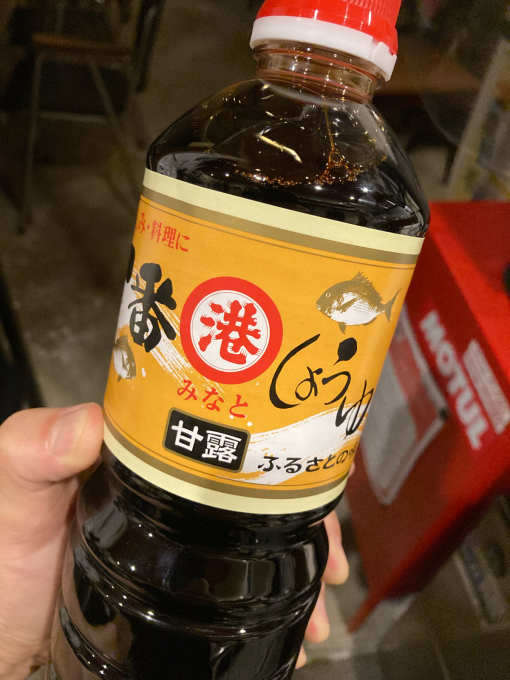 み・料理に
番
港
みなと
しょうゆ
甘露
ふるさとの
MOTUL